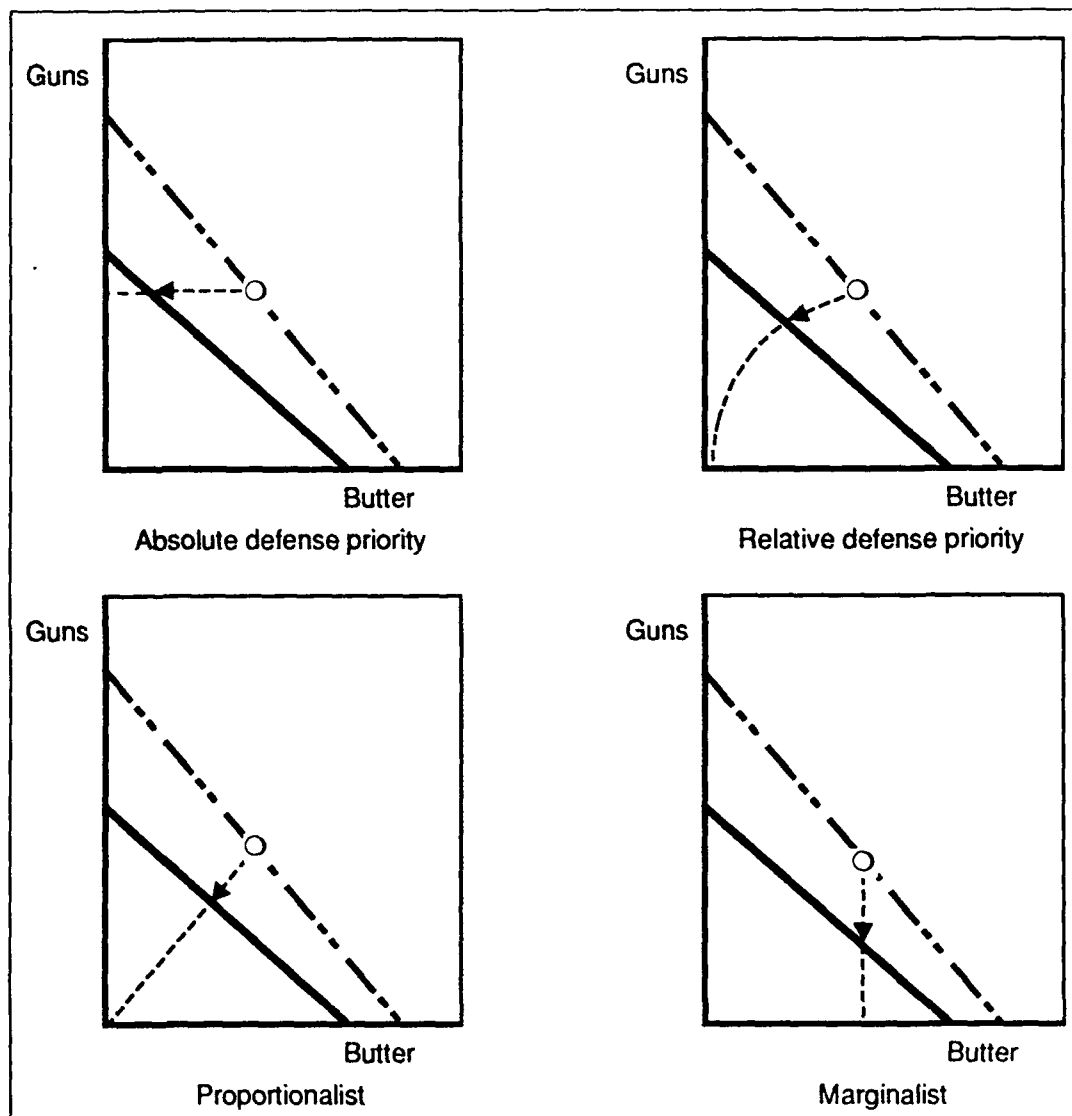 Guns
Butter
Absolute defense priority
Guns
Butter
Relative defense priority
Guns
Butter
Proportionalist
Guns
Butter
Marginalist